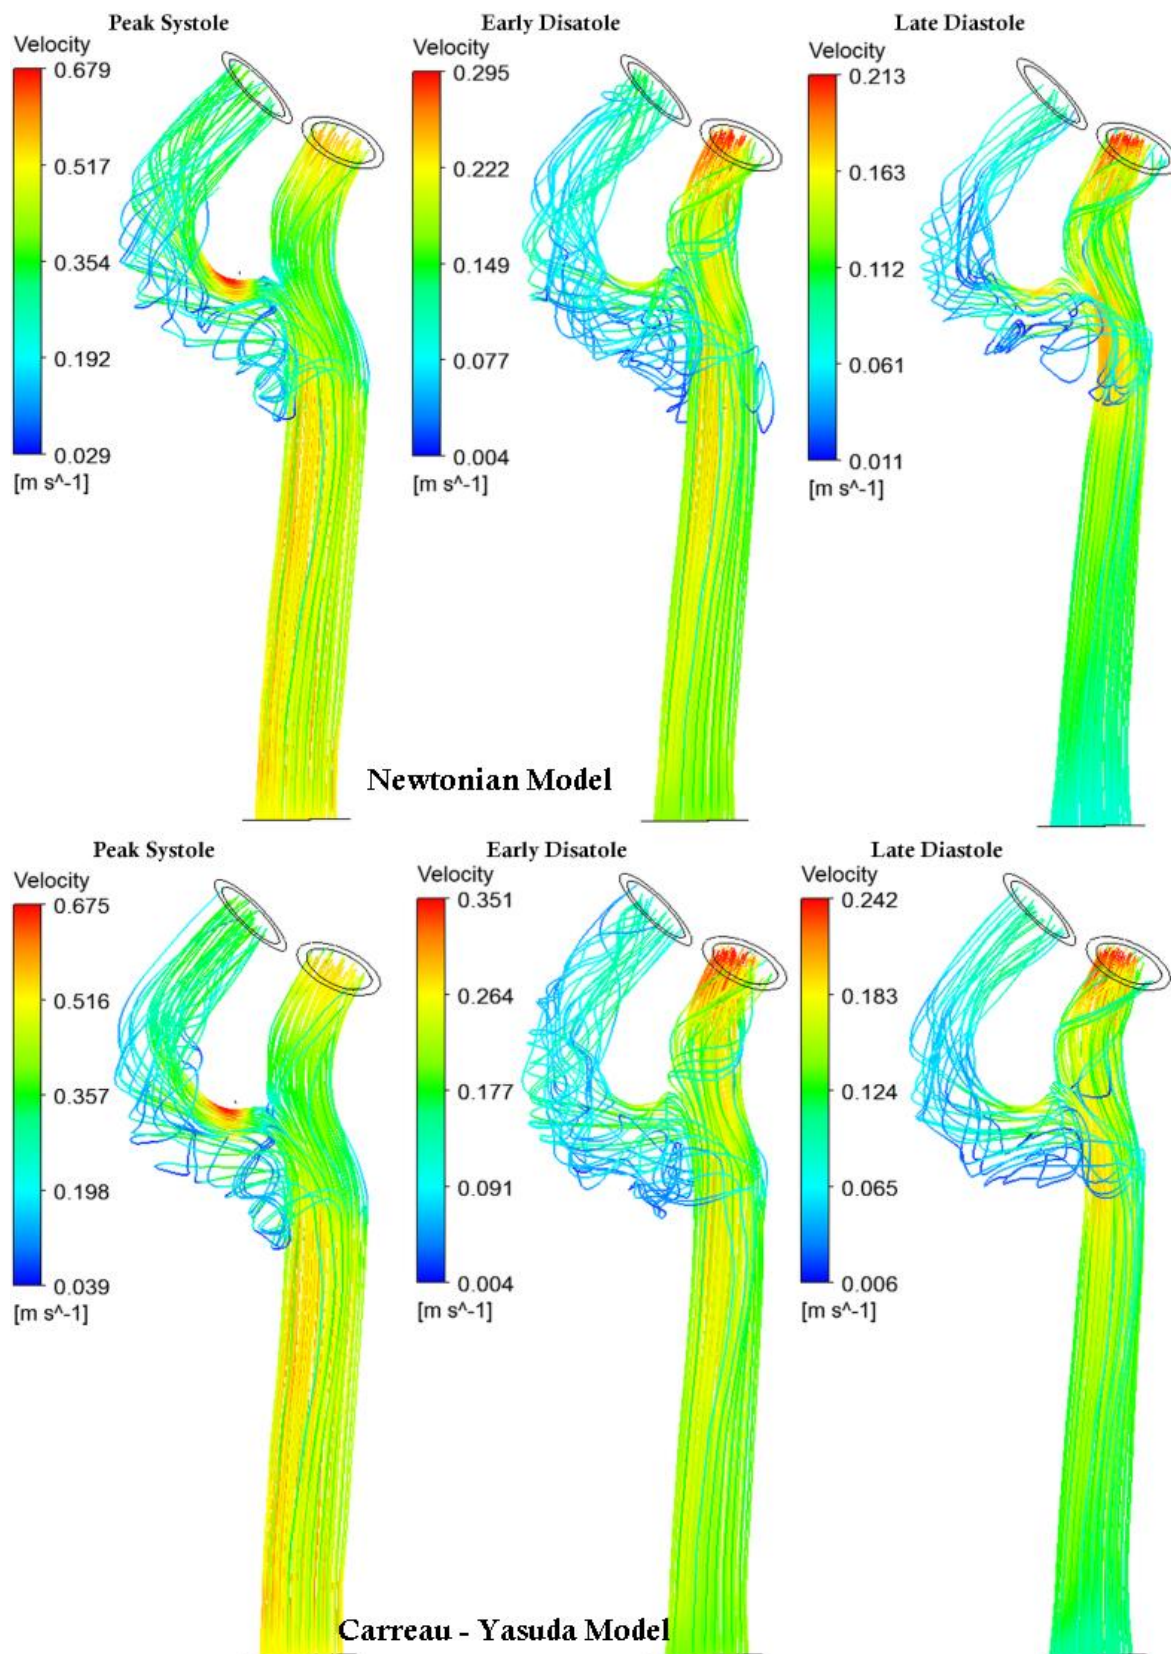 Peak Systole
Early Disatole
Late Diastole
Velocity
0.679
0.517
0.354
0.192
0.029
[m s^-1]
Velocity
0.295
0.222
0.149
0.077
0.004
[m s^-1]
Velocity
0.213
0.163
0.112
0.061
0.011
[m s^-1]
Newtonian Model
Peak Systole
Early Disatole
Late Diastole
Velocity
0.675
0.516
0.357
0.198
0.039
[m s^-1]
Velocity
0.351
0.264
0.177
0.091
0.004
[m s^-1]
Velocity
0.242
0.183
0.124
0.065
0.006
[m s^-1]
Carreau - Yasuda Model